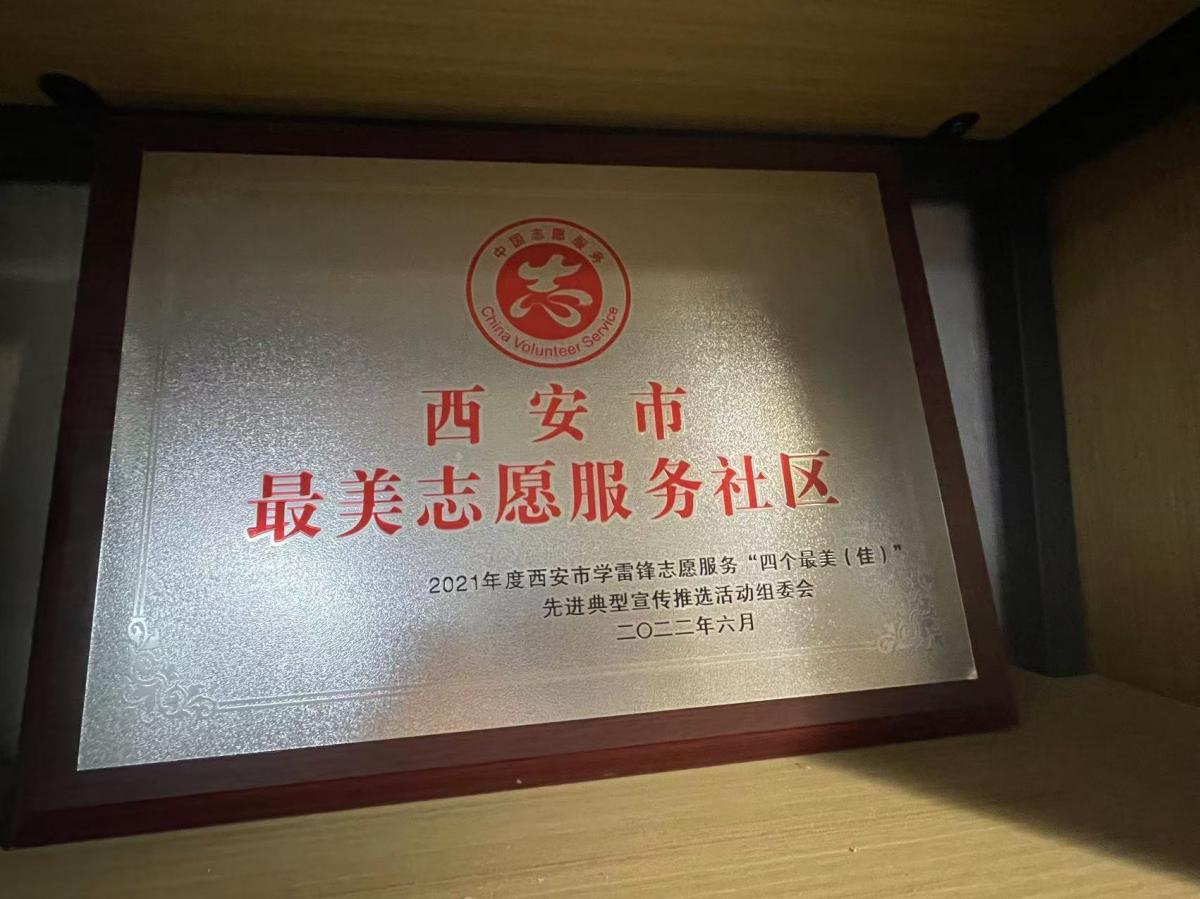 中国志愿服务
志
China Volunteer Service
西安市
最美志愿服务社区
2021年度西安市学雷锋志愿服务“四个最美（佳）”
先进典型宣传推选活动组委会
二〇二二年六月